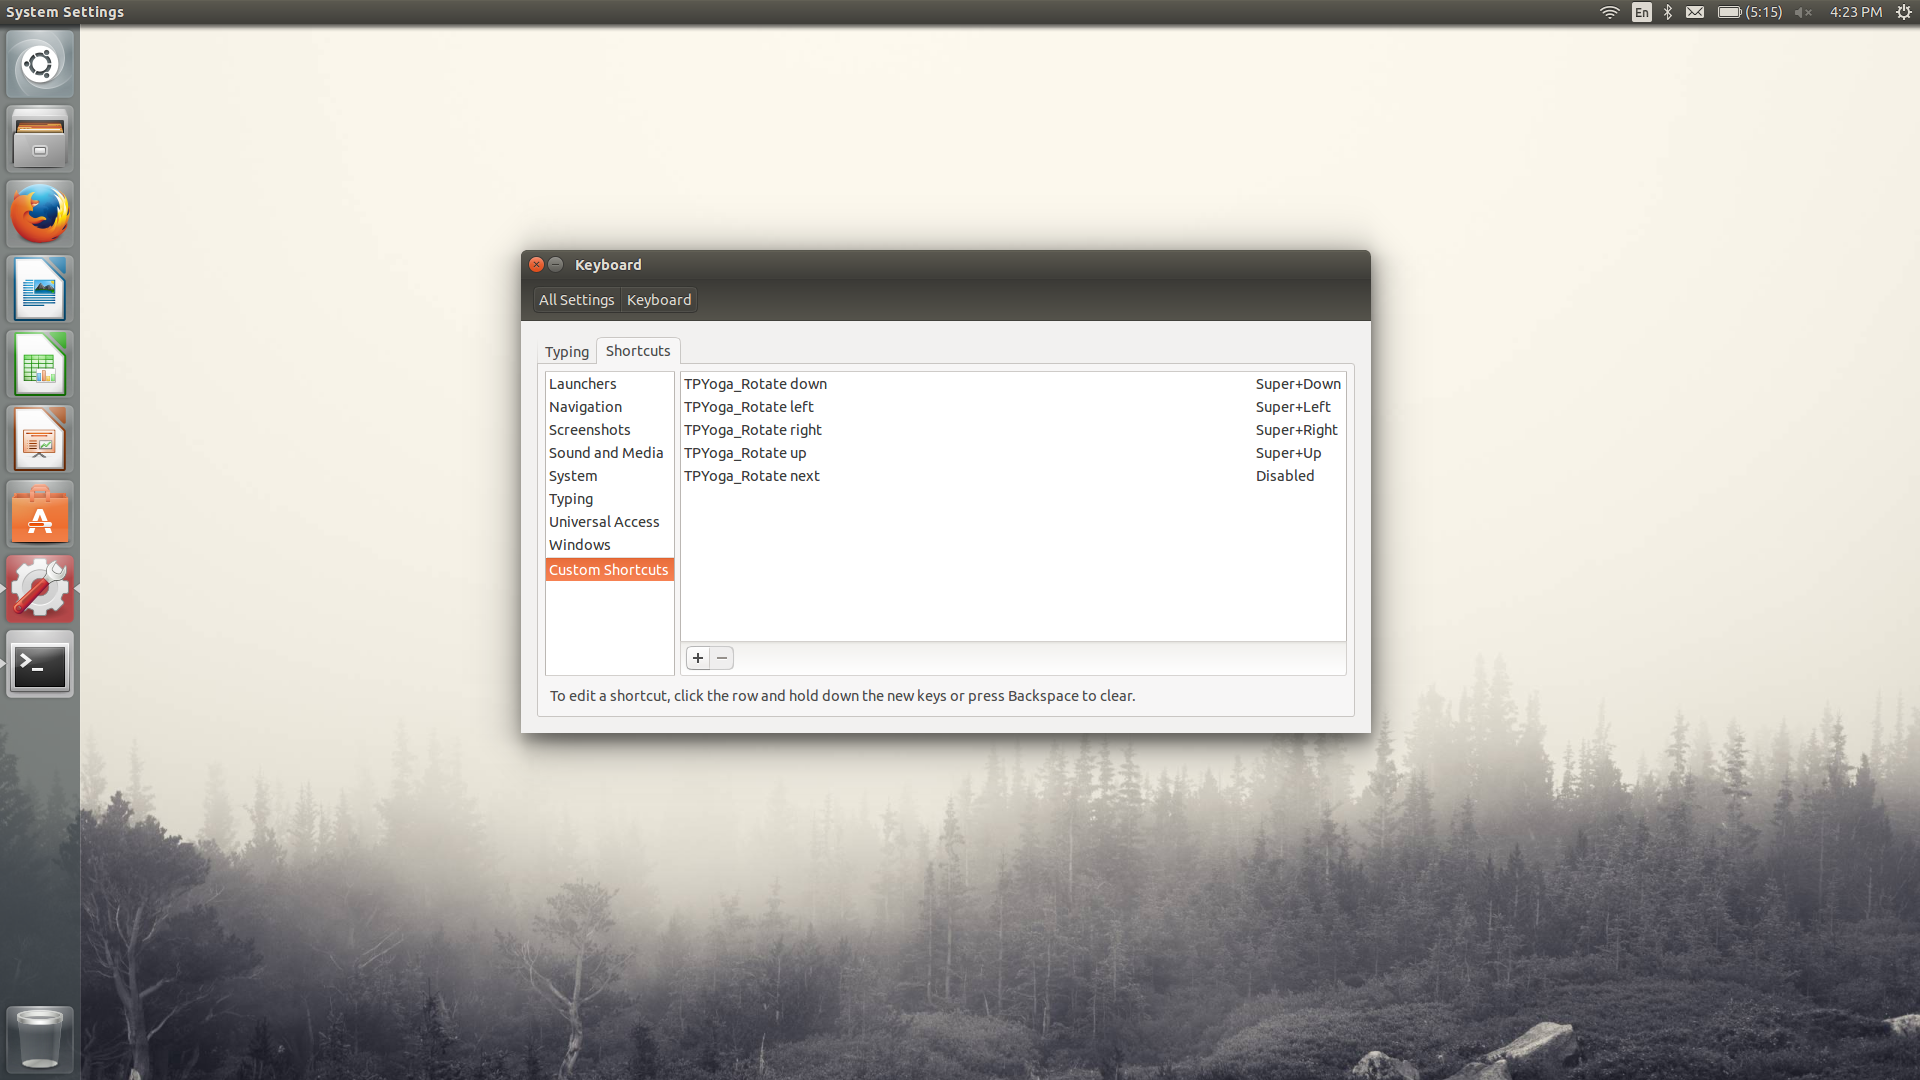 System Settings
En
(5:15)
4:23 PM
Keyboard
All Settings Keyboard
Typing Shortcuts
Launchers
Navigation
Screenshots
Sound and Media
System
Typing
Universal Access
Windows
Custom Shortcuts
TPYoga_Rotate down Super+Down
TPYoga_Rotate left Super+Left
TPYoga_Rotate right Super+Right
TPYoga_Rotate up Super+Up
TPYoga_Rotate next Disabled
To edit a shortcut, click the row and hold down the new keys or press Backspace to clear.